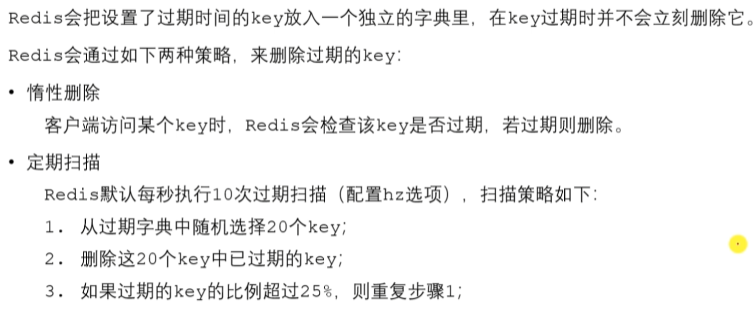 Redis会把设置了过期时间的key放入一个独立的字典里，在key过期时并不会立刻删除它。
Redis会通过如下两种策略，来删除过期的key：
• 惰性删除
客户端访问某个key时，Redis会检查该key是否过期，若过期则删除。
• 定期扫描
Redis默认每秒执行10次过期扫描（配置hz选项），扫描策略如下：
1. 从过期字典中随机选择20个key；
2. 删除这20个key中已过期的key；
3. 如果过期的key的比例超过25%，则重复步骤1；